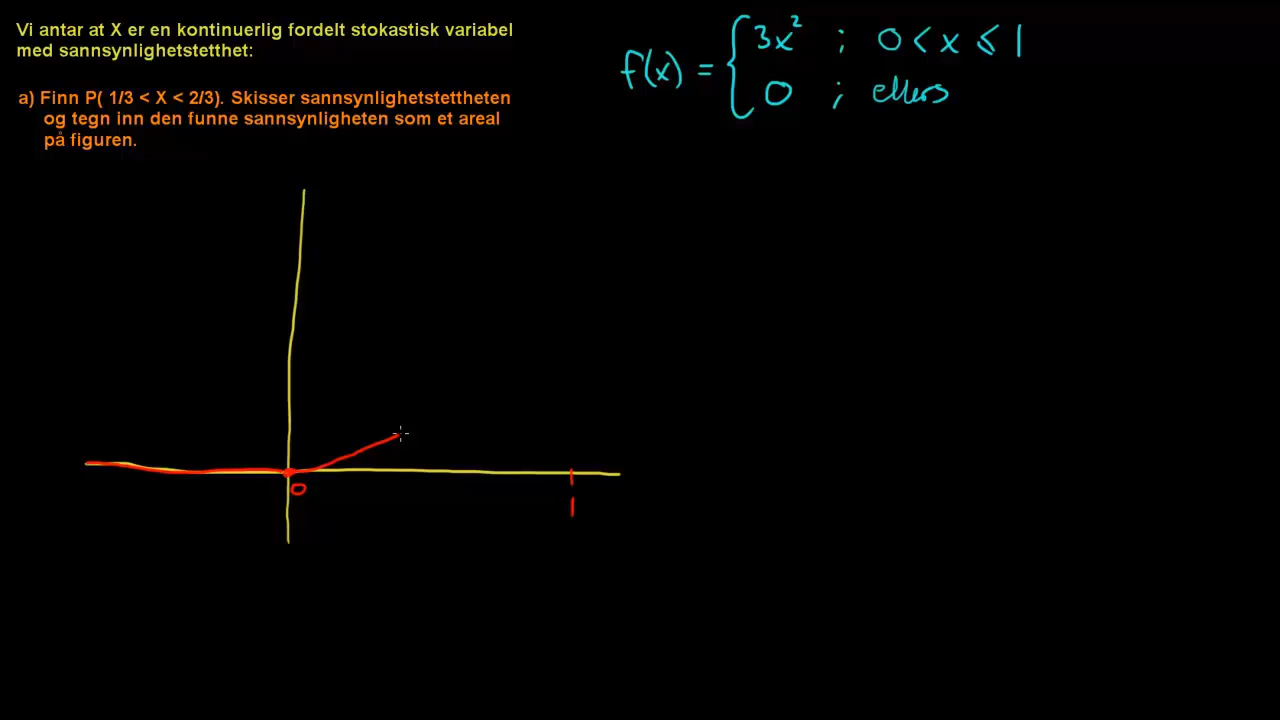 Vi antar at X er en kontinuerlig fordelt stokastisk variabel
med sannsynlighetstetthet:
f(x) = { 3x² ; 0 < x ≤ 1
0 ; ellers
a) Finn P( 1/3 < X < 2/3). Skisser sannsynlighetstettheten
og tegn inn den funne sannsynligheten som et areal
på figuren.
0
1